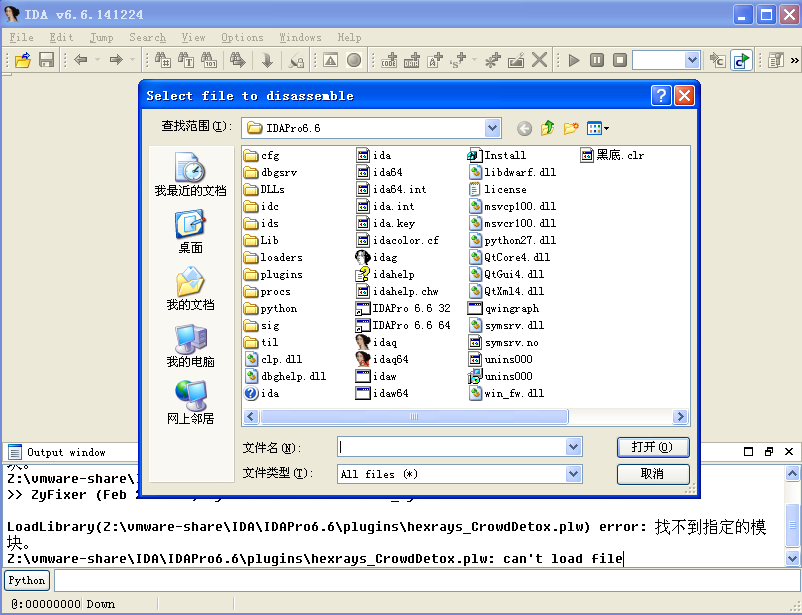 IDA v6.6.141224
File Edit Jump Search View Options Windows Help
Select file to disassemble
查找范围(I):
IDAPro6.6
我最近的文档
桌面
我的文档
我的电脑
网上邻居
cfg
dbgsrv
DLLs
idc
ids
Lib
loaders
plugins
procs
python
sig
til
clp.dll
dbghelp.dll
ida
ida
ida64
ida64.int
ida.int
ida.key
idacolor.cf
idag
idahelp
idahelp.chw
IDAPro 6.6 32
IDAPro 6.6 64
idaq
idaq64
idaw
idaw64
Install
libdwarf.dll
license
msvcp100.dll
msvcr100.dll
python27.dll
QtCore4.dll
QtGui4.dll
QtXml4.dll
qwingraph
symsrv.dll
symsrv.no
unins000
unins000
win_fw.dll
黑底.clr
文件名(N):
打开(O)
文件类型(T):
All files (*)
取消
Output window
块。
Z:\vmware-share\
>> ZyFixer (Feb 2
LoadLibrary(Z:\vmware-share\IDA\IDAPro6.6\plugins\hexrays_CrowdDetox.plw) error: 找不到指定的模
块。
Z:\vmware-share\IDA\IDAPro6.6\plugins\hexrays_CrowdDetox.plw: can't load file
Python
@:00000000 Down